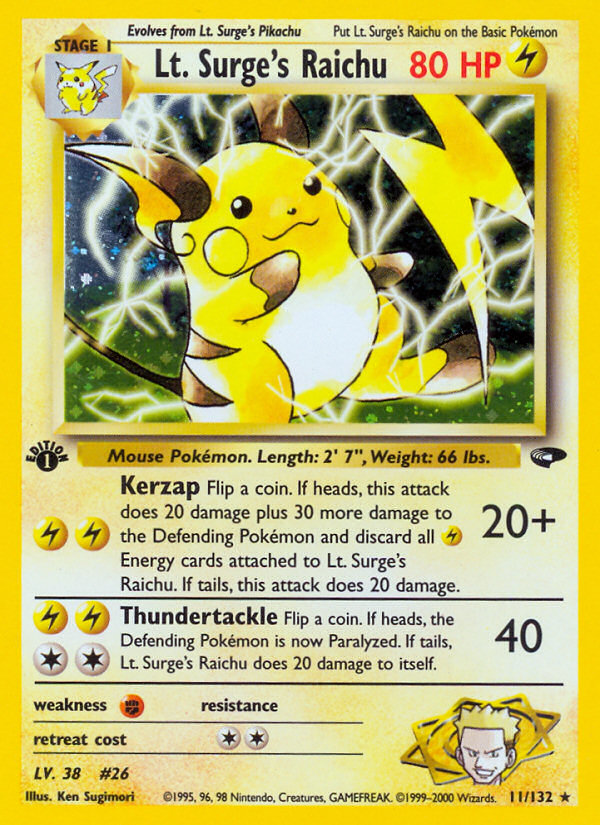 Evolves from Lt. Surge's Pikachu Put Lt. Surge's Raichu on the Basic Pokémon
STAGE 1
Lt. Surge's Raichu 80 HP
EDITION
1
Mouse Pokémon. Length: 2' 7", Weight: 66 lbs.
Kerzap Flip a coin. If heads, this attack
does 20 damage plus 30 more damage to
the Defending Pokémon and discard all
Energy cards attached to Lt. Surge's
Raichu. If tails, this attack does 20 damage.
20+
Thundertackle Flip a coin. If heads, the
Defending Pokémon is now Paralyzed. If tails,
Lt. Surge's Raichu does 20 damage to itself.
40
weakness resistance
retreat cost
LV. 38 #26
Illus. Ken Sugimori ©1995, 96, 98 Nintendo, Creatures, GAMEFREAK. ©1999-2000 Wizards. 11/132 ★